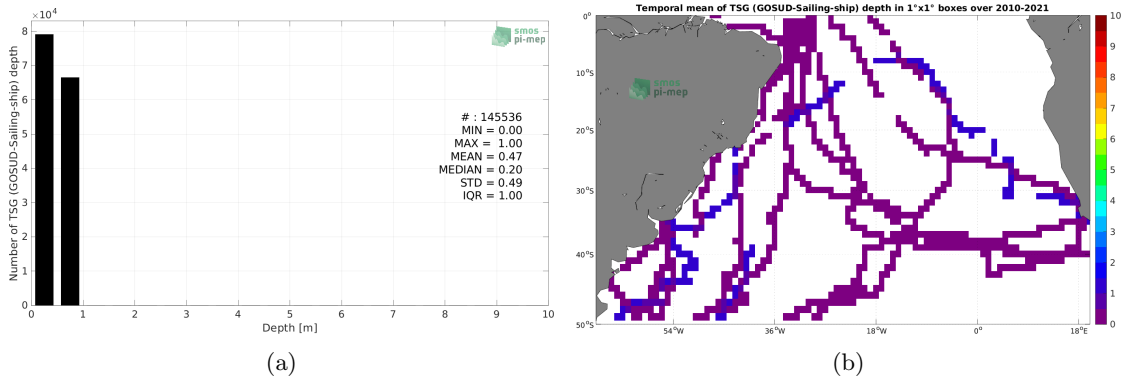 ×10⁴
8
7
6
5
4
3
2
1
0
Number of TSG (GOSUD-Sailing-ship) depth
smos
pi-mep
# : 145536
MIN = 0.00
MAX = 1.00
MEAN = 0.47
MEDIAN = 0.20
STD = 0.49
IQR = 1.00
0 1 2 3 4 5 6 7 8 9 10
Depth [m]
(a)
Temporal mean of TSG (GOSUD-Sailing-ship) depth in 1°x1° boxes over 2010-2021
0°
10°S
20°S
30°S
40°S
50°S
smos
pi-mep
54°W 36°W 18°W 0° 18°E
10
9
8
7
6
5
4
3
2
1
0
(b)